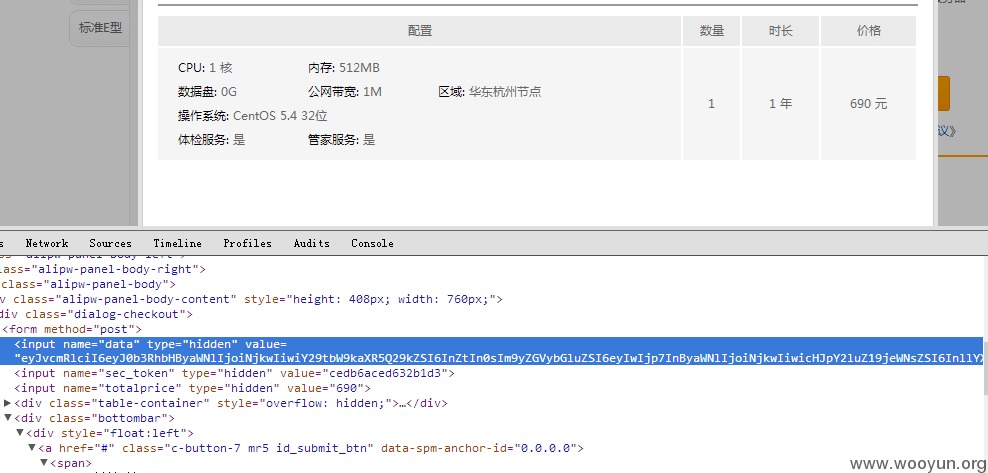 标准E型
配置 数量 时长 价格
CPU: 1 核 内存: 512MB
数据盘: 0G 公网带宽: 1M 区域: 华东杭州节点
操作系统: CentOS 5.4 32位
体检服务: 是 管家服务: 是
1 1 年 690 元
议》
s Network Sources Timeline Profiles Audits Console
lass="alipw-panel-body-right">
class="alipw-panel-body">
v class="alipw-panel-body-content" style="height: 408px; width: 760px;">
div class="dialog-checkout">
<form method="post">
<input name="data" type="hidden" value=
<input name="sec_token" type="hidden" value="cedb6aced632b1d3">
<input name="totalprice" type="hidden" value="690">
▶<div class="table-container" style="overflow: hidden;">…</div>
▼<div class="bottombar">
▼<div style="float:left">
▼<a href="#" class="c-button-7 mr5 id_submit_btn" data-spm-anchor-id="0.0.0.0">
▼<span>
www.wooyun.org